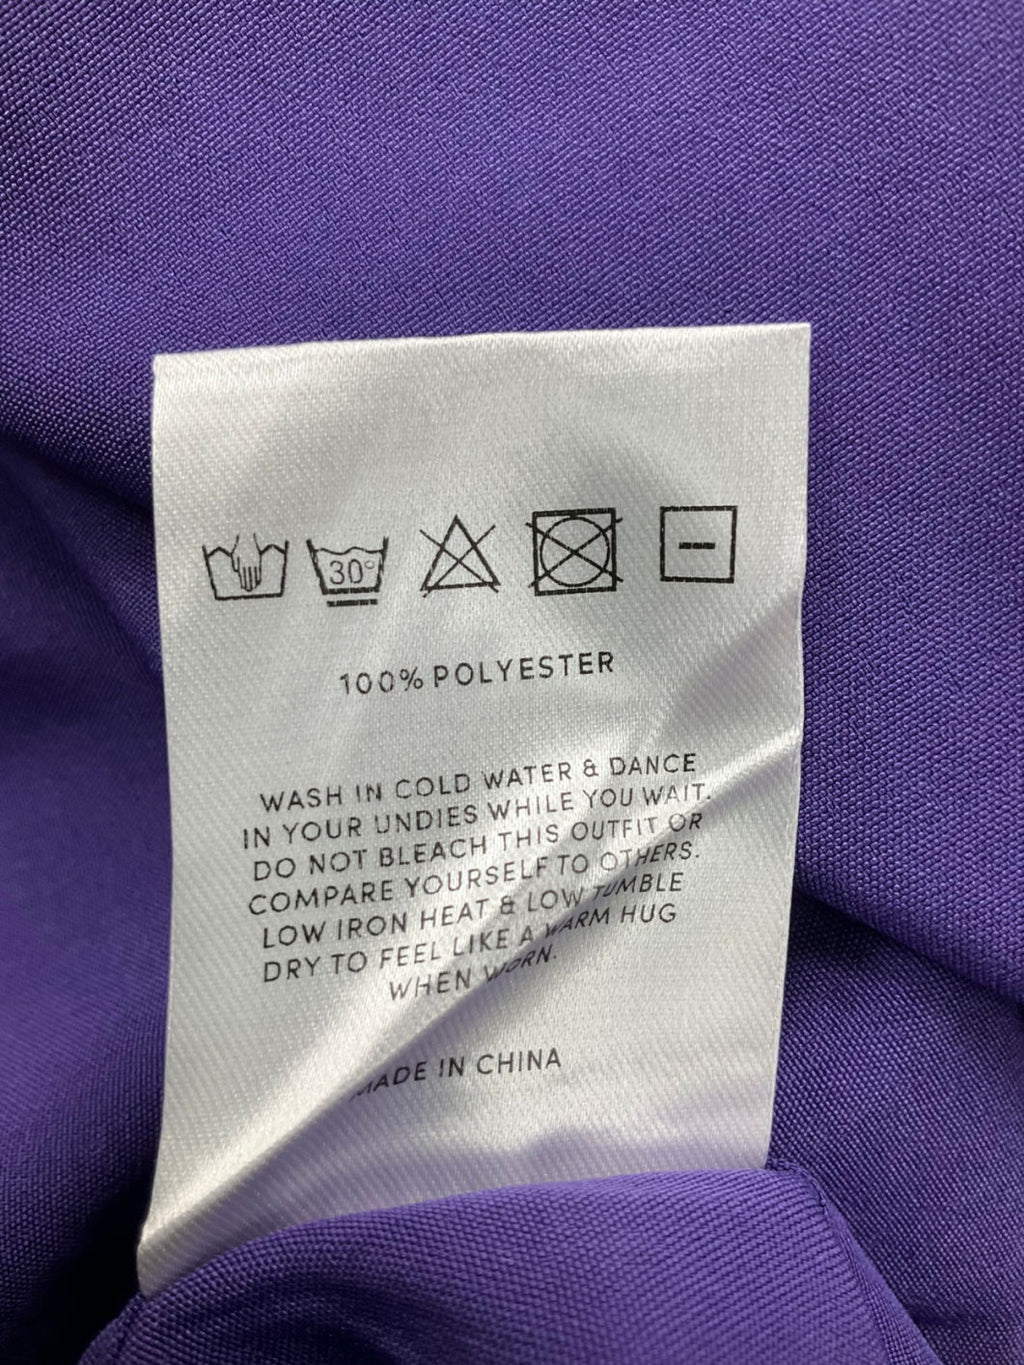 30°
100% POLYESTER
WASH IN COLD WATER & DANCE
IN YOUR UNDIES WHILE YOU WAIT.
DO NOT BLEACH THIS OUTFIT OR
COMPARE YOURSELF TO OTHERS.
LOW IRON HEAT & LOW TUMBLE
DRY TO FEEL LIKE A WARM HUG
WHEN WORN.
MADE IN CHINA